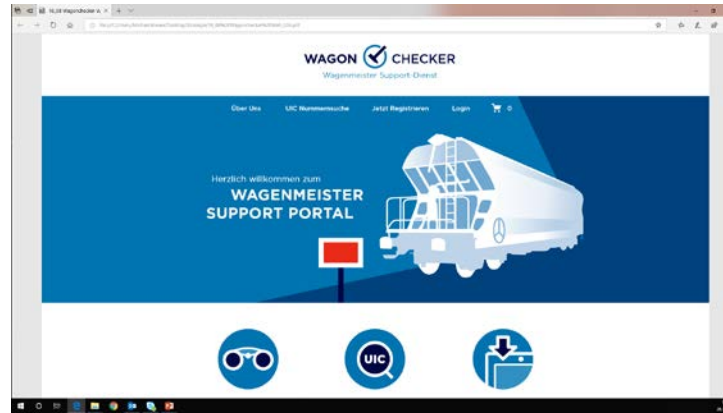 WAGON CHECKER
Wagenmeister Support-Dienst
Über Uns UIC Nummernsuche Jetzt Registrieren Login 0
Herzlich willkommen zum
WAGENMEISTER
SUPPORT PORTAL
UIC